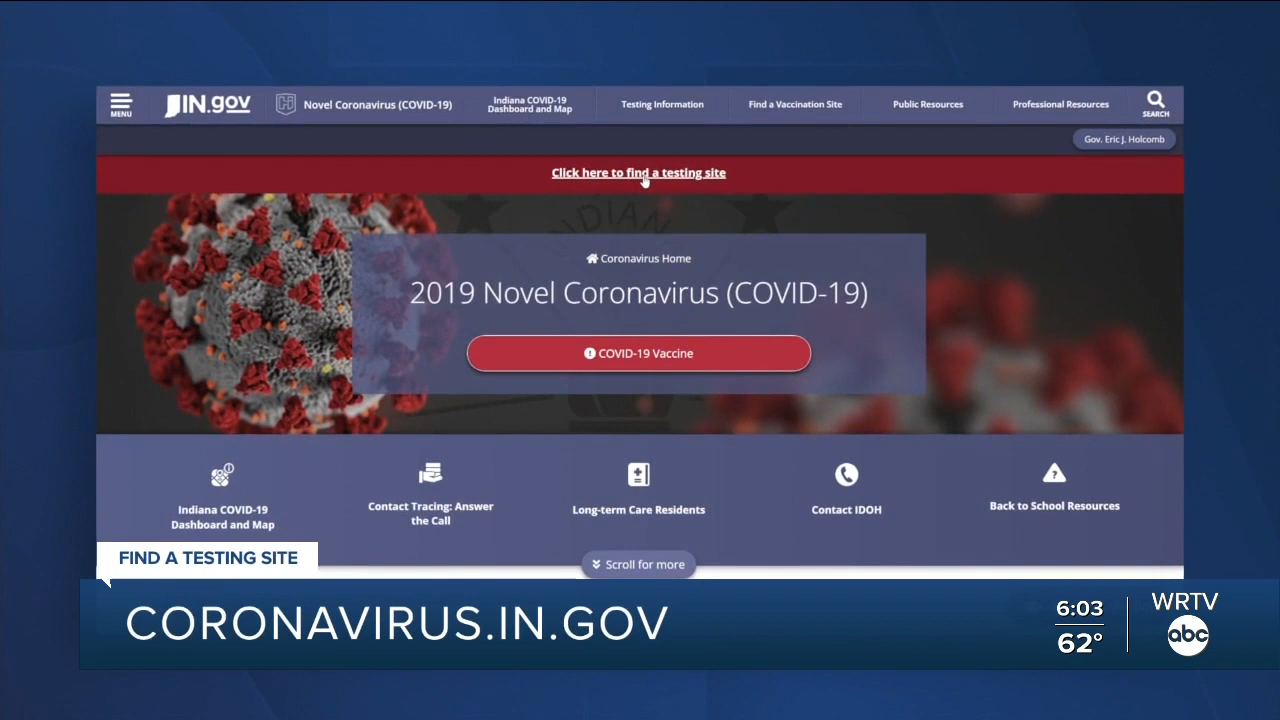 IN.gov
Novel Coronavirus (COVID-19)
Indiana COVID-19
Dashboard and Map
Testing Information
Find a Vaccination Site
Public Resources
Professional Resources
MENU
SEARCH
Gov. Eric J. Holcomb
Click here to find a testing site
INDIAN
Coronavirus Home
2019 Novel Coronavirus (COVID-19)
COVID-19 Vaccine
Indiana COVID-19
Dashboard and Map
Contact Tracing: Answer
the Call
Long-term Care Residents
Contact IDOH
Back to School Resources
Scroll for more
FIND A TESTING SITE
CORONAVIRUS.IN.GOV
6:03
62°
WRTV
abc